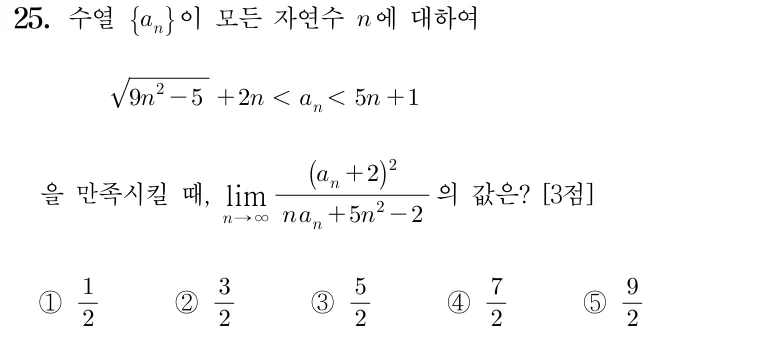 25. 수열 {aₙ}이 모든 자연수 n에 대하여
√(9n²−5) + 2n < aₙ < 5n + 1
을 만족시킬 때, lim_{n→∞} (aₙ+2)²/(naₙ+5n²−2) 의 값은? [3점]
① 1/2 ② 3/2 ③ 5/2 ④ 7/2 ⑤ 9/2